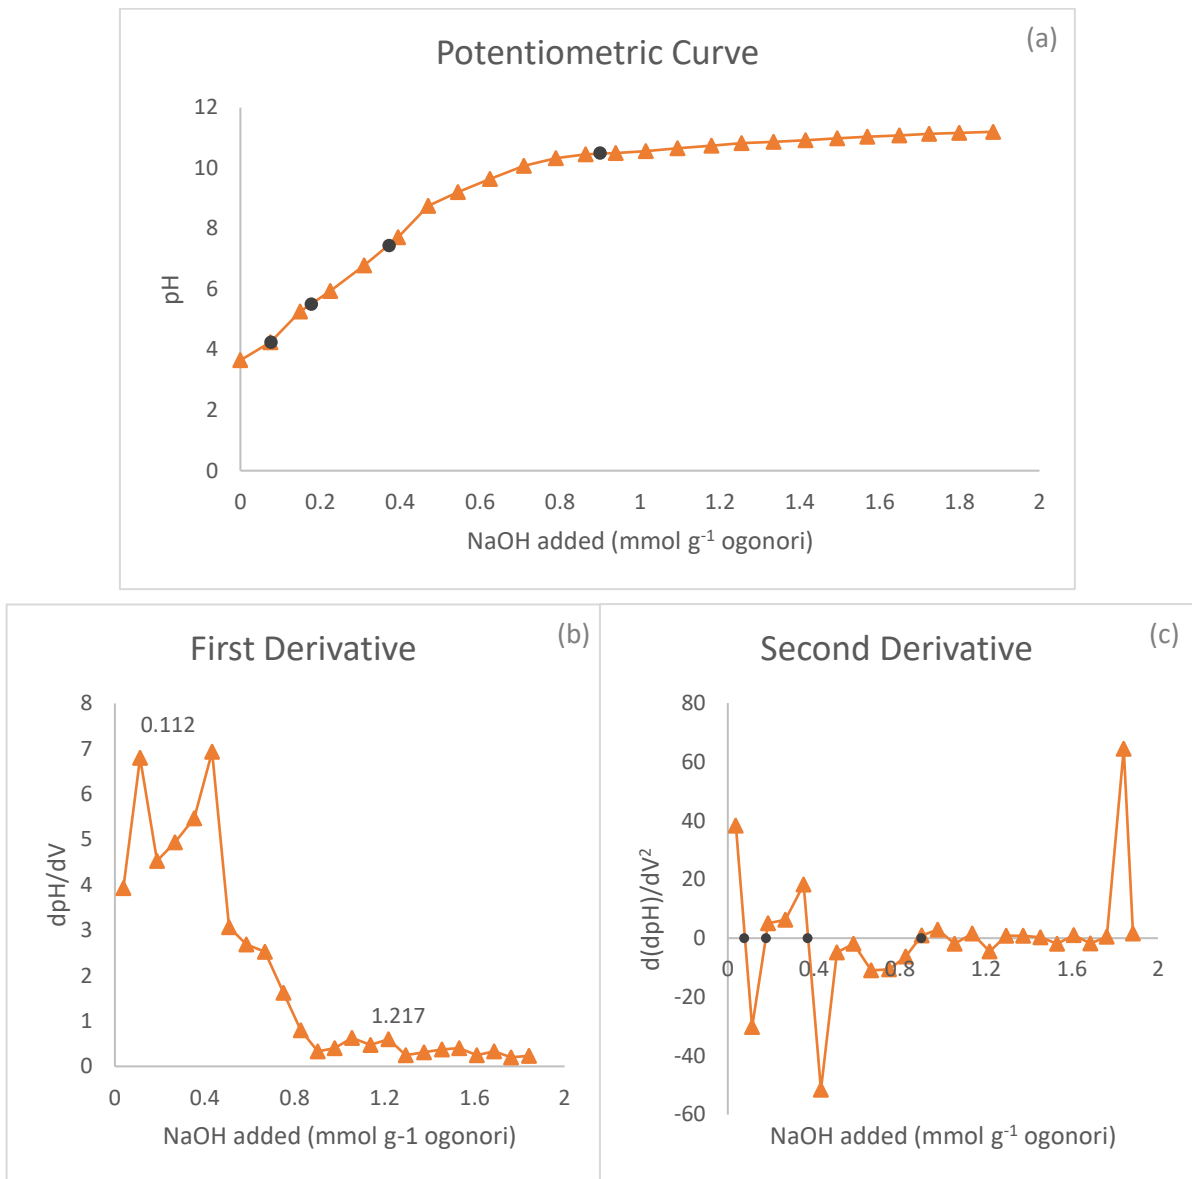 Potentiometric Curve
(a)
12
10
8
6
4
2
0
pH
0 0.2 0.4 0.6 0.8 1 1.2 1.4 1.6 1.8 2
NaOH added (mmol g⁻¹ ogonori)
First Derivative
(b)
8
7
6
5
4
3
2
1
0
dpH/dV
0.112
1.217
0 0.4 0.8 1.2 1.6 2
NaOH added (mmol g-1 ogonori)
Second Derivative
(c)
80
60
40
20
0
-20
-40
-60
d(dpH)/dV²
0 0.4 0.8 1.2 1.6 2
NaOH added (mmol g⁻¹ ogonori)